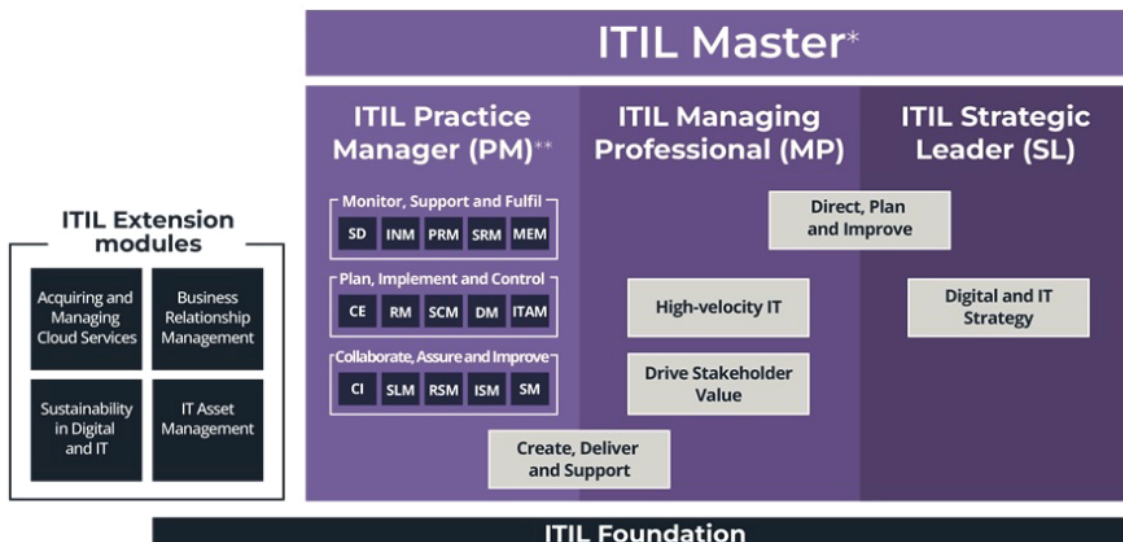 ITIL Master*
ITIL Practice
Manager (PM)**
Monitor, Support and Fulfil
SD INM PRM SRM MEM
Plan, Implement and Control
CE RM SCM DM ITAM
Collaborate, Assure and Improve
CI SLM RSM ISM SM
ITIL Managing
Professional (MP)
ITIL Strategic
Leader (SL)
Direct, Plan
and Improve
High-velocity IT
Digital and IT
Strategy
Drive Stakeholder
Value
Create, Deliver
and Support
ITIL Extension
modules
Acquiring and
Managing
Cloud Services
Business
Relationship
Management
Sustainability
in Digital
and IT
IT Asset
Management
ITIL Foundation